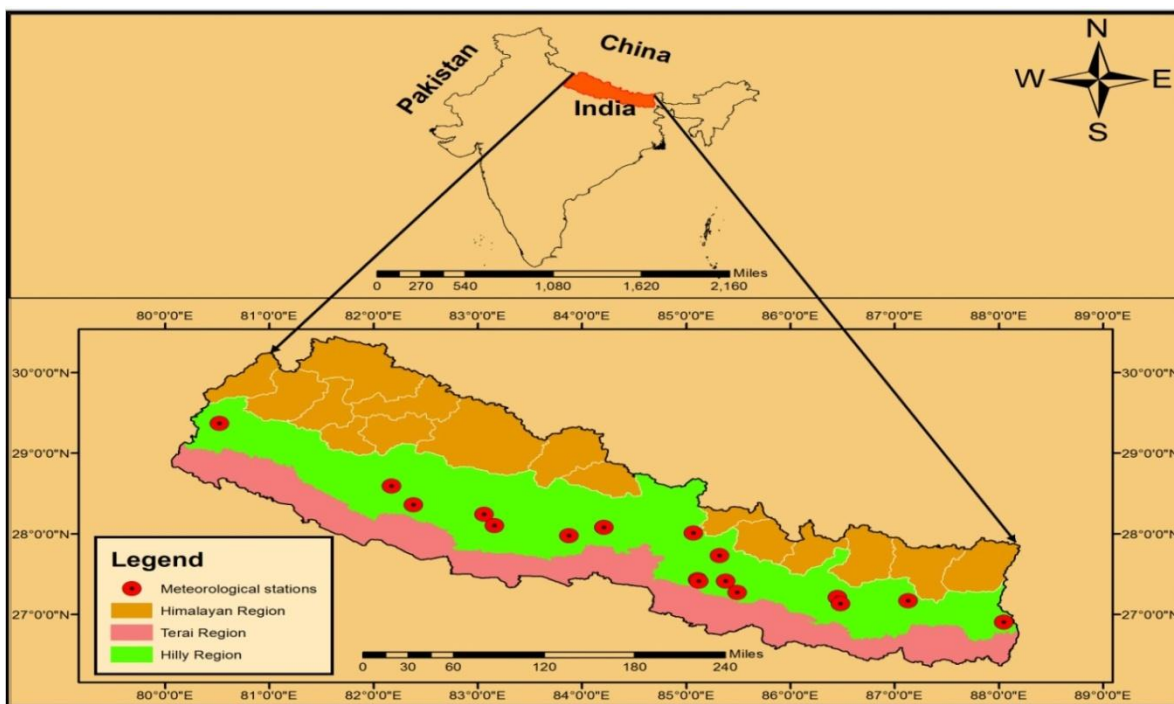 N
W E
S
China
Pakistan
India
Miles
0 270 540 1,080 1,620 2,160
80°0'0"E 81°0'0"E 82°0'0"E 83°0'0"E 84°0'0"E 85°0'0"E 86°0'0"E 87°0'0"E 88°0'0"E 89°0'0"E
30°0'0"N 30°0'0"N
29°0'0"N 29°0'0"N
28°0'0"N 28°0'0"N
27°0'0"N 27°0'0"N
Legend
Meteorological stations
Himalayan Region
Terai Region
Hilly Region
Miles
0 15 30 60 120 180 240
80°0'0"E 81°0'0"E 82°0'0"E 83°0'0"E 84°0'0"E 85°0'0"E 86°0'0"E 87°0'0"E 88°0'0"E 89°0'0"E